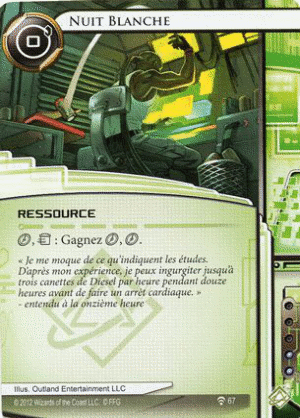 NUIT BLANCHE
0
RESSOURCE
: Gagnez
« Je me moque de ce qu'indiquent les études.
D'après mon expérience, je peux ingurgiter jusqu'à
trois canettes de Diesel par heure pendant douze
heures avant de faire un arrêt cardiaque. »
- entendu à la onzième heure
Illus. Outland Entertainment LLC
© 2012 Wizards of the Coast LLC. © FFG
67